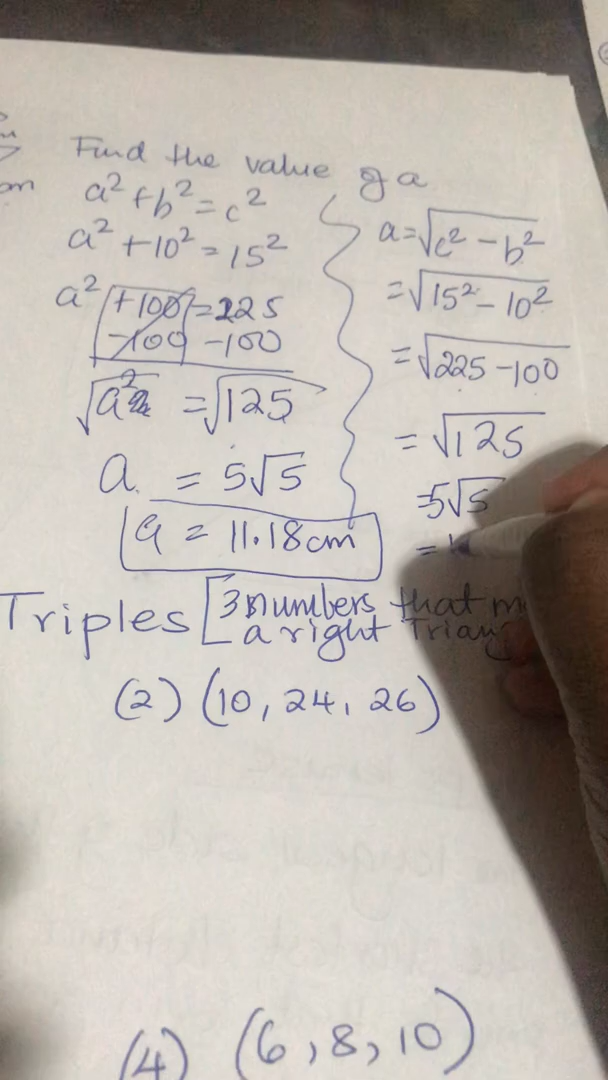 Find the value of a
a² + b² = c²
a² + 10² = 15²
a² +100 = 225
-100 -100
√a² = √125
a = 5√5
a = 11.18cm
a = √c² - b²
= √15² - 10²
= √225 - 100
= √125
= 5√5
=
Triples [3 numbers that
a right
(2) (10, 24, 26)
(4) (6, 8, 10)